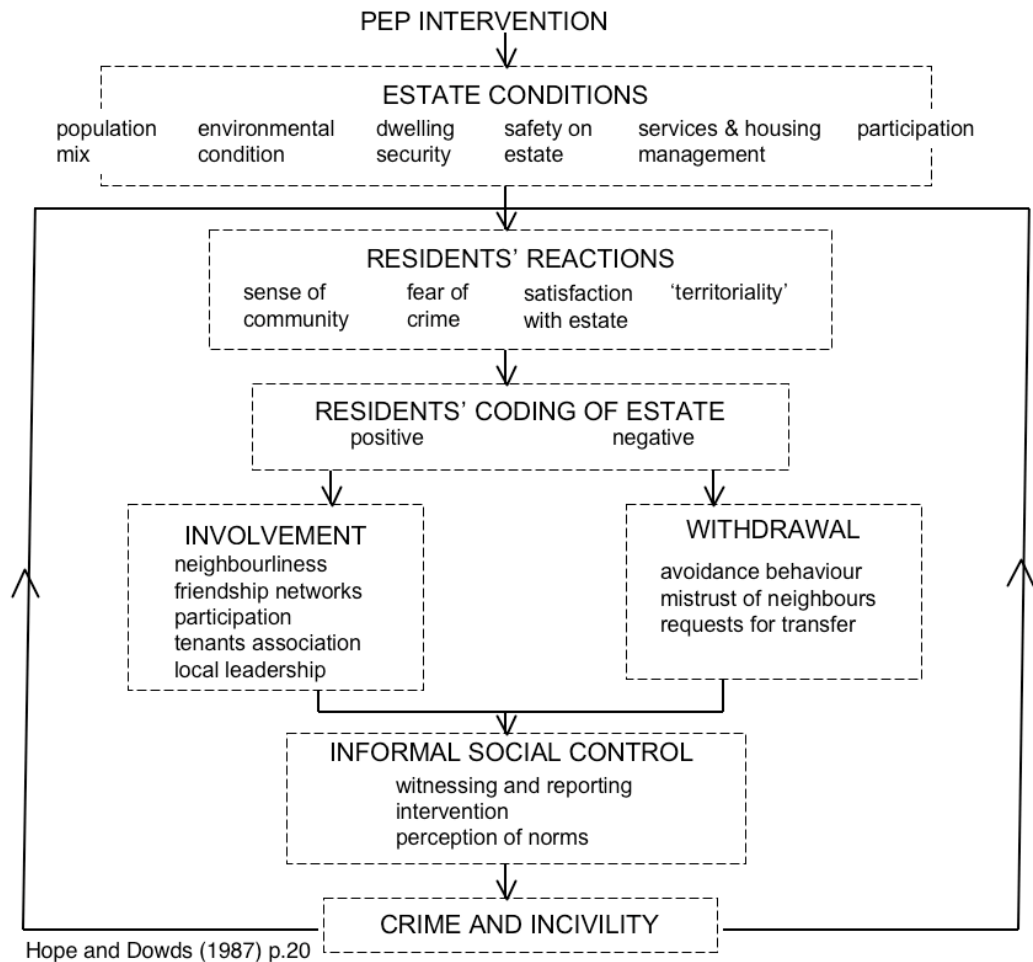 PEP INTERVENTION
ESTATE CONDITIONS
population environmental dwelling safety on services & housing participation
mix condition security estate management
RESIDENTS’ REACTIONS
sense of fear of satisfaction ‘territoriality’
community crime with estate
RESIDENTS’ CODING OF ESTATE
positive negative
INVOLVEMENT
neighbourliness
friendship networks
participation
tenants association
local leadership
WITHDRAWAL
avoidance behaviour
mistrust of neighbours
requests for transfer
INFORMAL SOCIAL CONTROL
witnessing and reporting
intervention
perception of norms
CRIME AND INCIVILITY
Hope and Dowds (1987) p.20